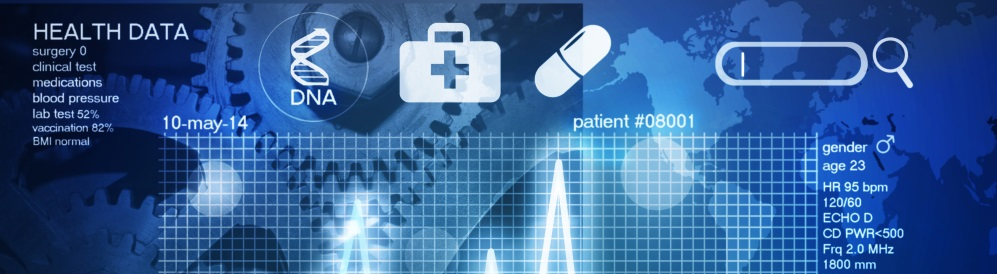 HEALTH DATA
surgery 0
clinical test
medications
blood pressure
lab test 52%
vaccination 82%
BMI normal
DNA
10-may-14
patient #08001
gender ♂
age 23
HR 95 bpm
120/60
ECHO D
CD PWR<500
Frq 2.0 MHz
1800 mm